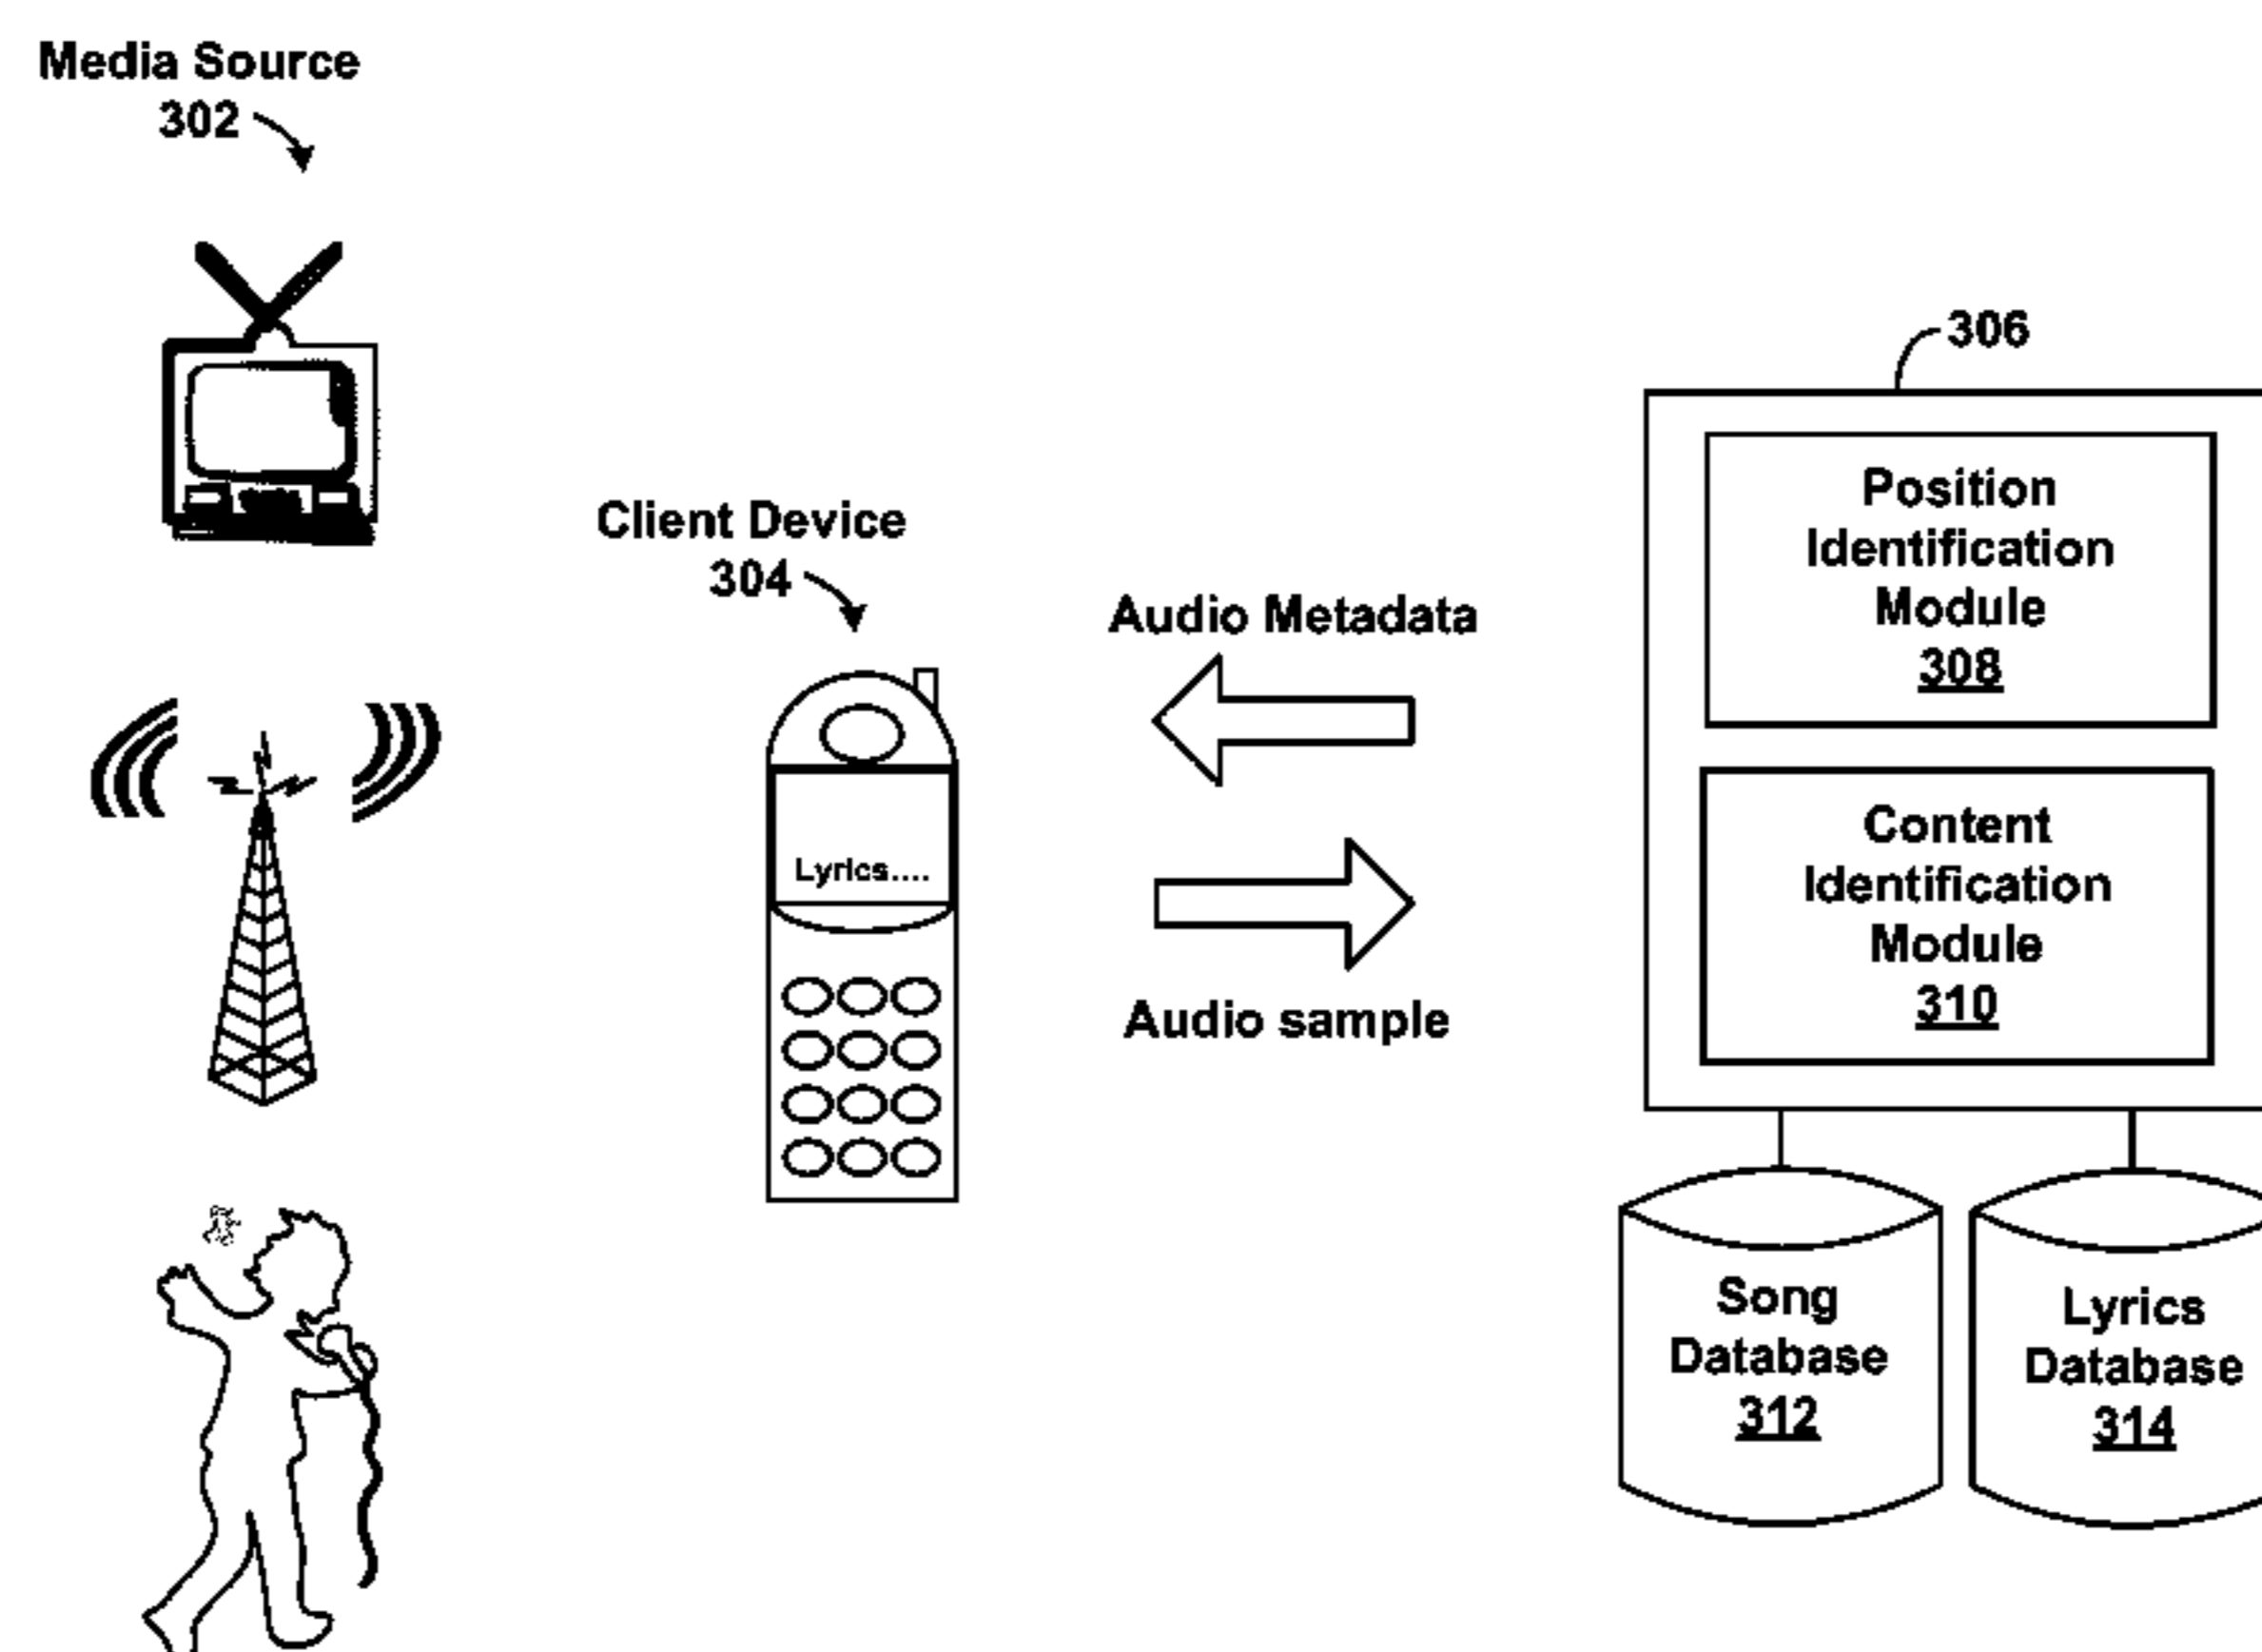 Media Source
302
Client Device
304
Lyrics....
Audio Metadata
Audio sample
306
Position
Identification
Module
308
Content
Identification
Module
310
Song
Database
312
Lyrics
Database
314